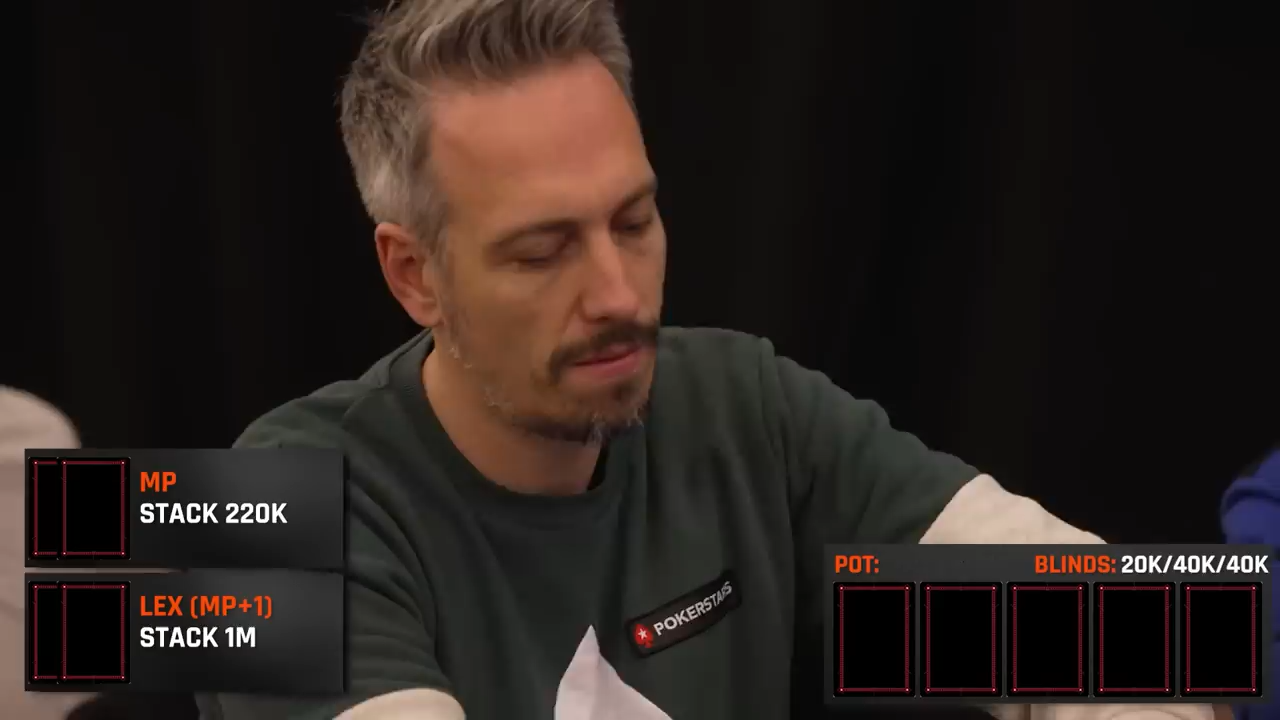 MP
STACK 220K
LEX (MP+1)
STACK 1M
POKERSTARS
POT:
BLINDS: 20K/40K/40K